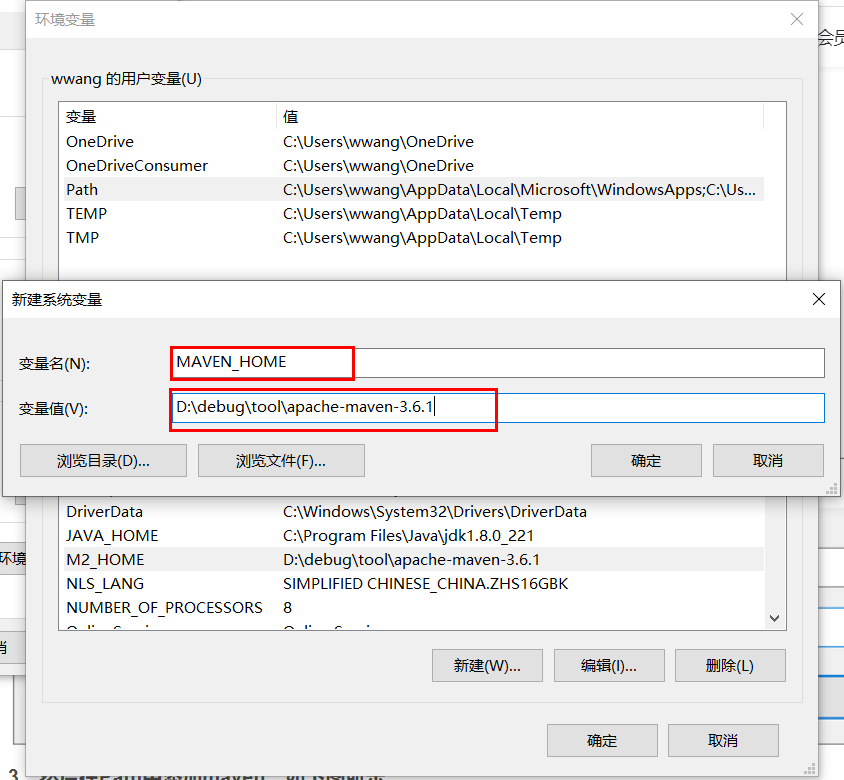 环境变量
会员
wwang 的用户变量(U)
变量 值
OneDrive C:\Users\wwang\OneDrive
OneDriveConsumer C:\Users\wwang\OneDrive
Path C:\Users\wwang\AppData\Local\Microsoft\WindowsApps;C:\Us...
TEMP C:\Users\wwang\AppData\Local\Temp
TMP C:\Users\wwang\AppData\Local\Temp
新建系统变量
变量名(N): MAVEN_HOME
变量值(V): D:\debug\tool\apache-maven-3.6.1
浏览目录(D)... 浏览文件(F)... 确定 取消
DriverData C:\Windows\System32\Drivers\DriverData
JAVA_HOME C:\Program Files\Java\jdk1.8.0_221
环境
M2_HOME D:\debug\tool\apache-maven-3.6.1
NLS_LANG SIMPLIFIED CHINESE_CHINA.ZHS16GBK
NUMBER_OF_PROCESSORS 8
消
新建(W)... 编辑(I)... 删除(L)
确定 取消